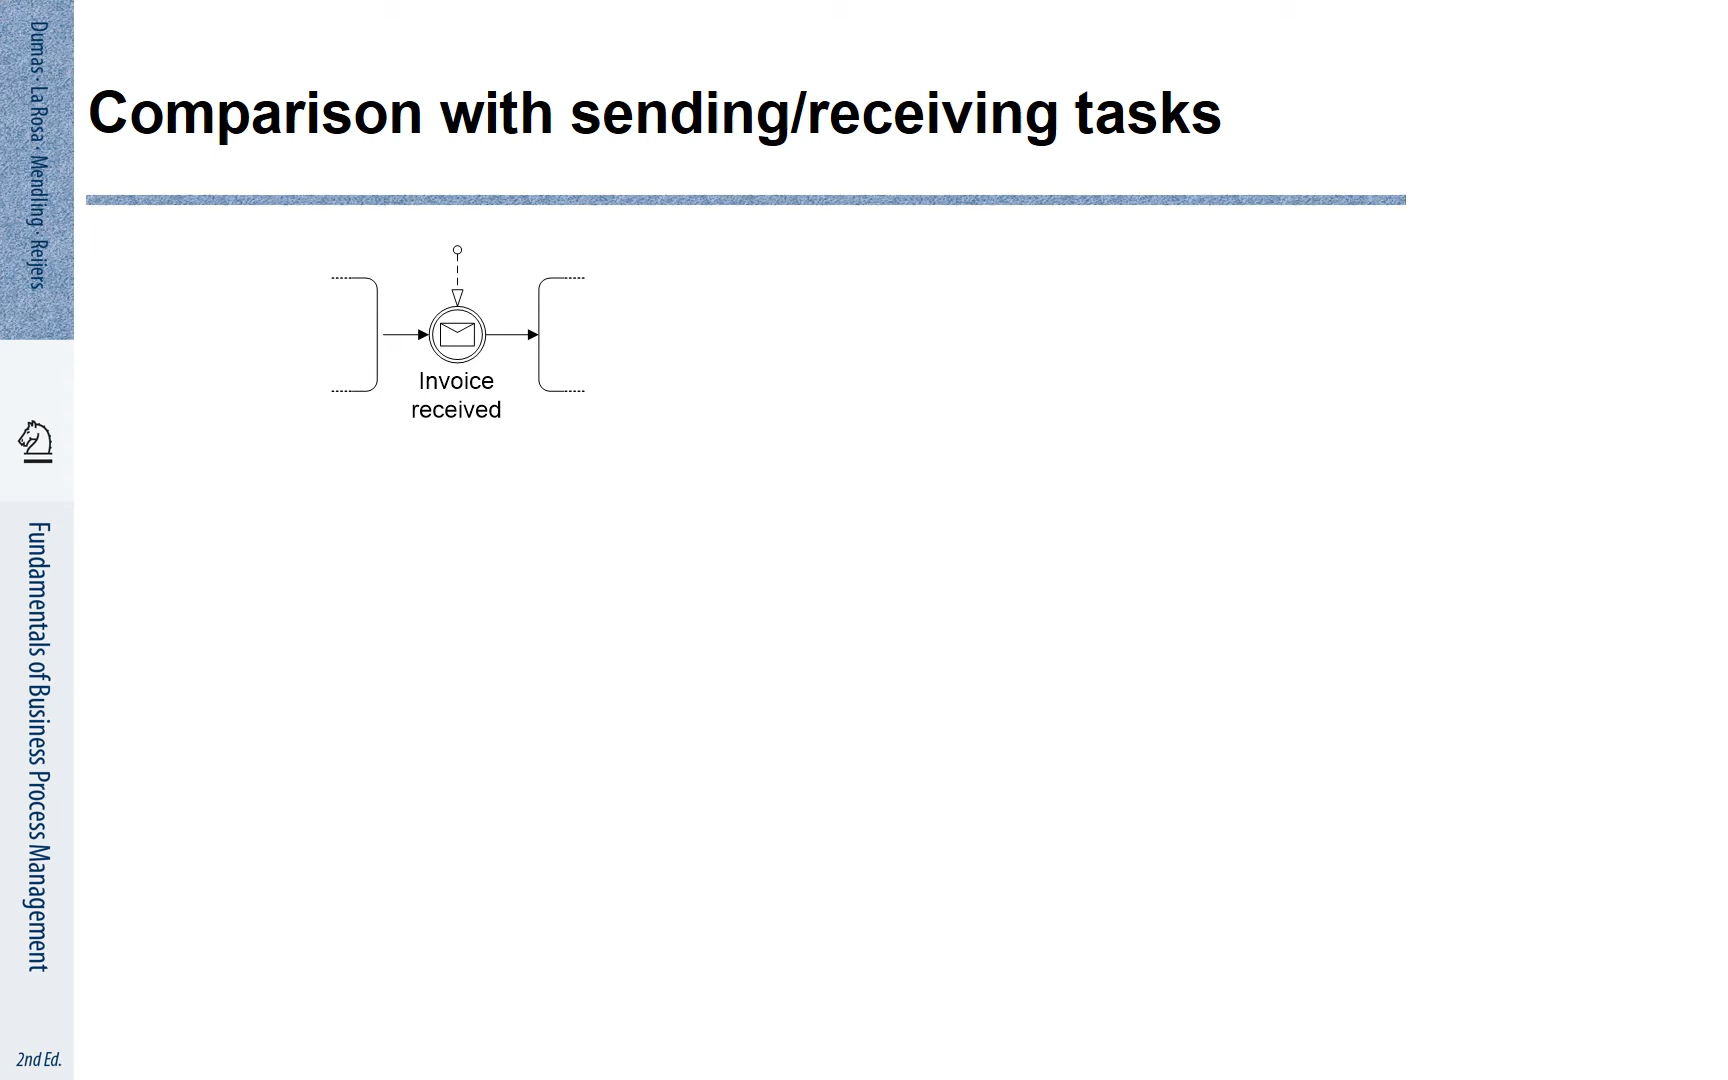 Dumas · La Rosa · Mendling · Reijers
Comparison with sending/receiving tasks
Invoice
received
Fundamentals of Business Process Management
2nd Ed.